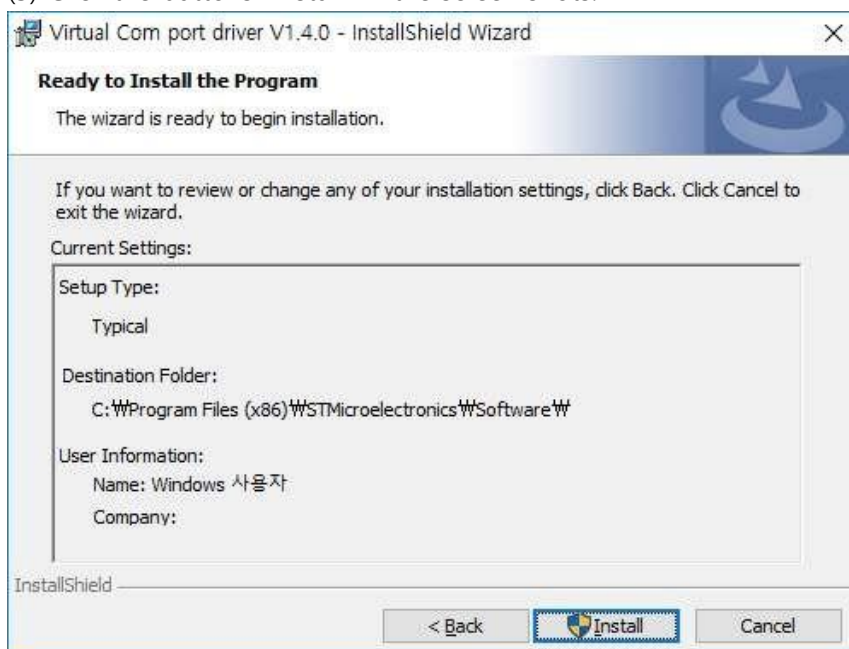 Virtual Com port driver V1.4.0 - InstallShield Wizard
Ready to Install the Program
The wizard is ready to begin installation.
If you want to review or change any of your installation settings, click Back. Click Cancel to
exit the wizard.
Current Settings:
Setup Type:
Typical
Destination Folder:
C:₩Program Files (x86)₩STMicroelectronics₩Software₩
User Information:
Name: Windows 사용자
Company:
InstallShield
< Back
Install
Cancel